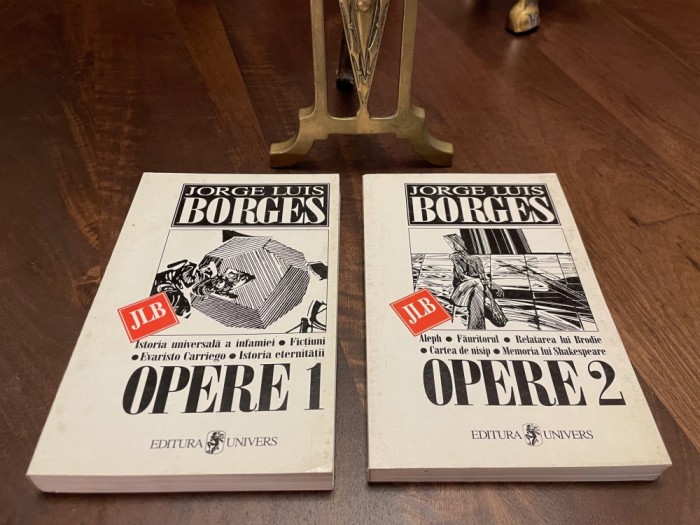 JORGE LUIS
BORGES
JLB
Istoria universală a infamiei • Ficțiuni
• Evaristo Carriego • Istoria eternității
OPERE 1
EDITURA UNIVERS
JORGE LUIS
BORGES
JLB
Aleph • Făuritorul • Relatarea lui Brodie
• Cartea de nisip • Memoria lui Shakespeare
OPERE 2
EDITURA UNIVERS